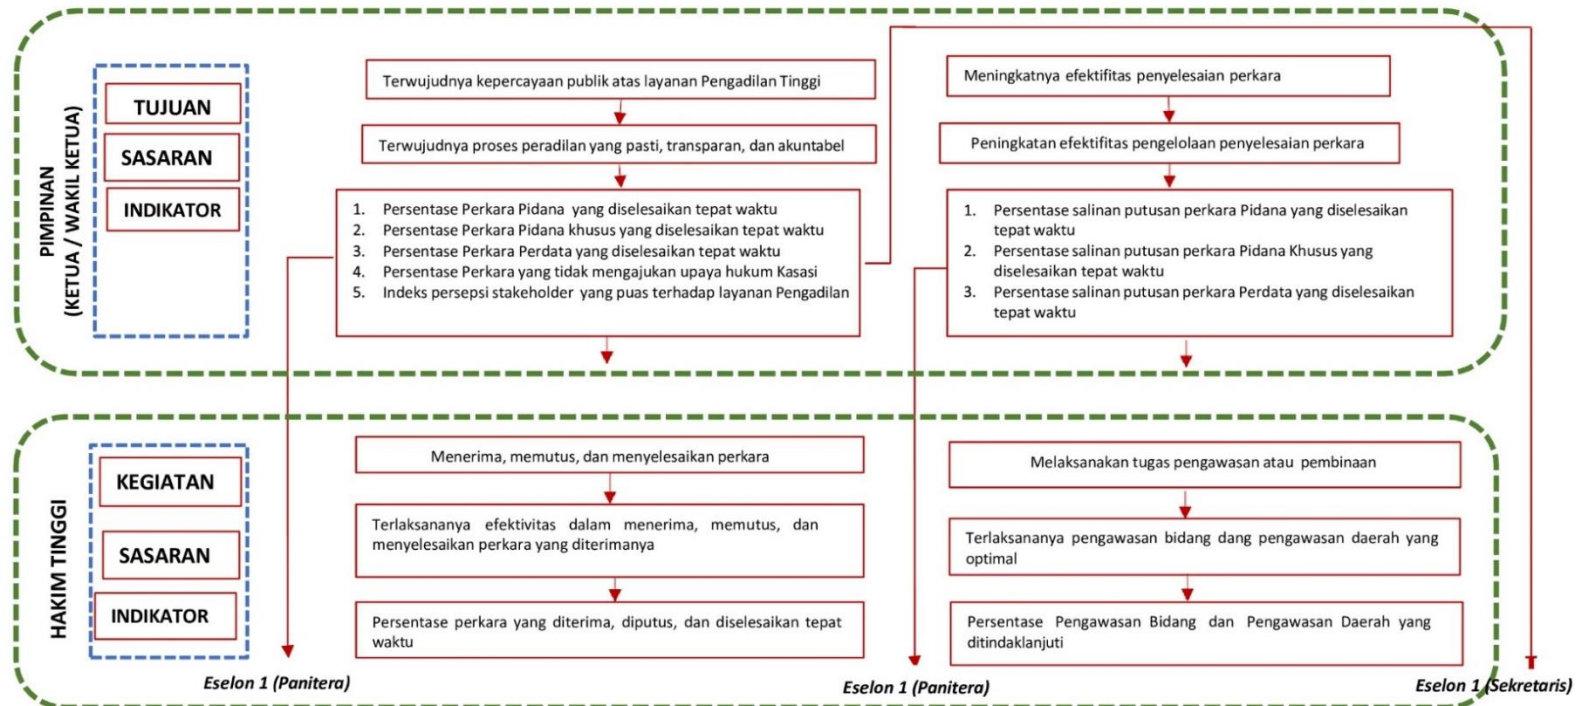 PIMPINAN
(KETUA / WAKIL KETUA)
TUJUAN
SASARAN
INDIKATOR
Terwujudnya kepercayaan publik atas layanan Pengadilan Tinggi
Terwujudnya proses peradilan yang pasti, transparan, dan akuntabel
1. Persentase Perkara Pidana yang diselesaikan tepat waktu
2. Persentase Perkara Pidana khusus yang diselesaikan tepat waktu
3. Persentase Perkara Perdata yang diselesaikan tepat waktu
4. Persentase Perkara yang tidak mengajukan upaya hukum Kasasi
5. Indeks persepsi stakeholder yang puas terhadap layanan Pengadilan
Meningkatnya efektifitas penyelesaian perkara
Peningkatan efektifitas pengelolaan penyelesaian perkara
1. Persentase salinan putusan perkara Pidana yang diselesaikan
tepat waktu
2. Persentase salinan putusan perkara Pidana Khusus yang
diselesaikan tepat waktu
3. Persentase salinan putusan perkara Perdata yang diselesaikan
tepat waktu
HAKIM TINGGI
KEGIATAN
SASARAN
INDIKATOR
Menerima, memutus, dan menyelesaikan perkara
Terlaksananya efektivitas dalam menerima, memutus, dan
menyelesaikan perkara yang diterimanya
Persentase perkara yang diterima, diputus, dan diselesaikan tepat
waktu
Melaksanakan tugas pengawasan atau pembinaan
Terlaksananya pengawasan bidang dang pengawasan daerah yang
optimal
Persentase Pengawasan Bidang dan Pengawasan Daerah yang
ditindaklanjuti
Eselon 1 (Panitera)
Eselon 1 (Panitera)
Eselon 1 (Sekretaris)